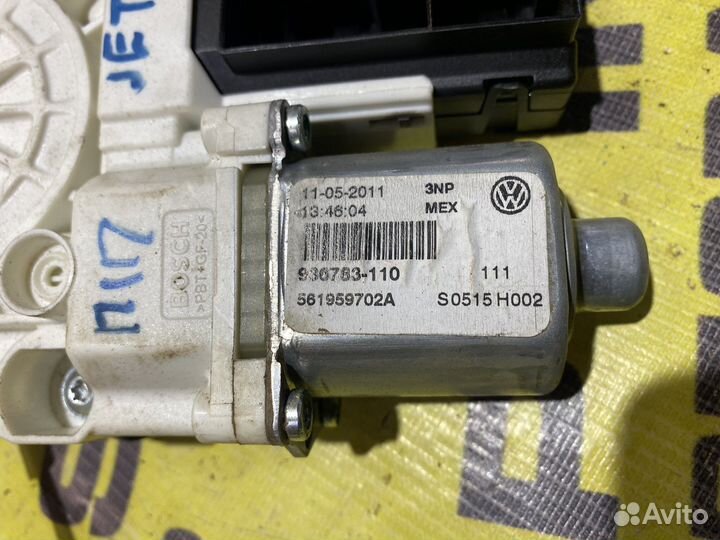 JET
11-05-2011 3NP
13:46:04 MEX
936783-110 111
561959702A S0515 H002
BOSCH
>PBT+GF-20<
ПП
Avito